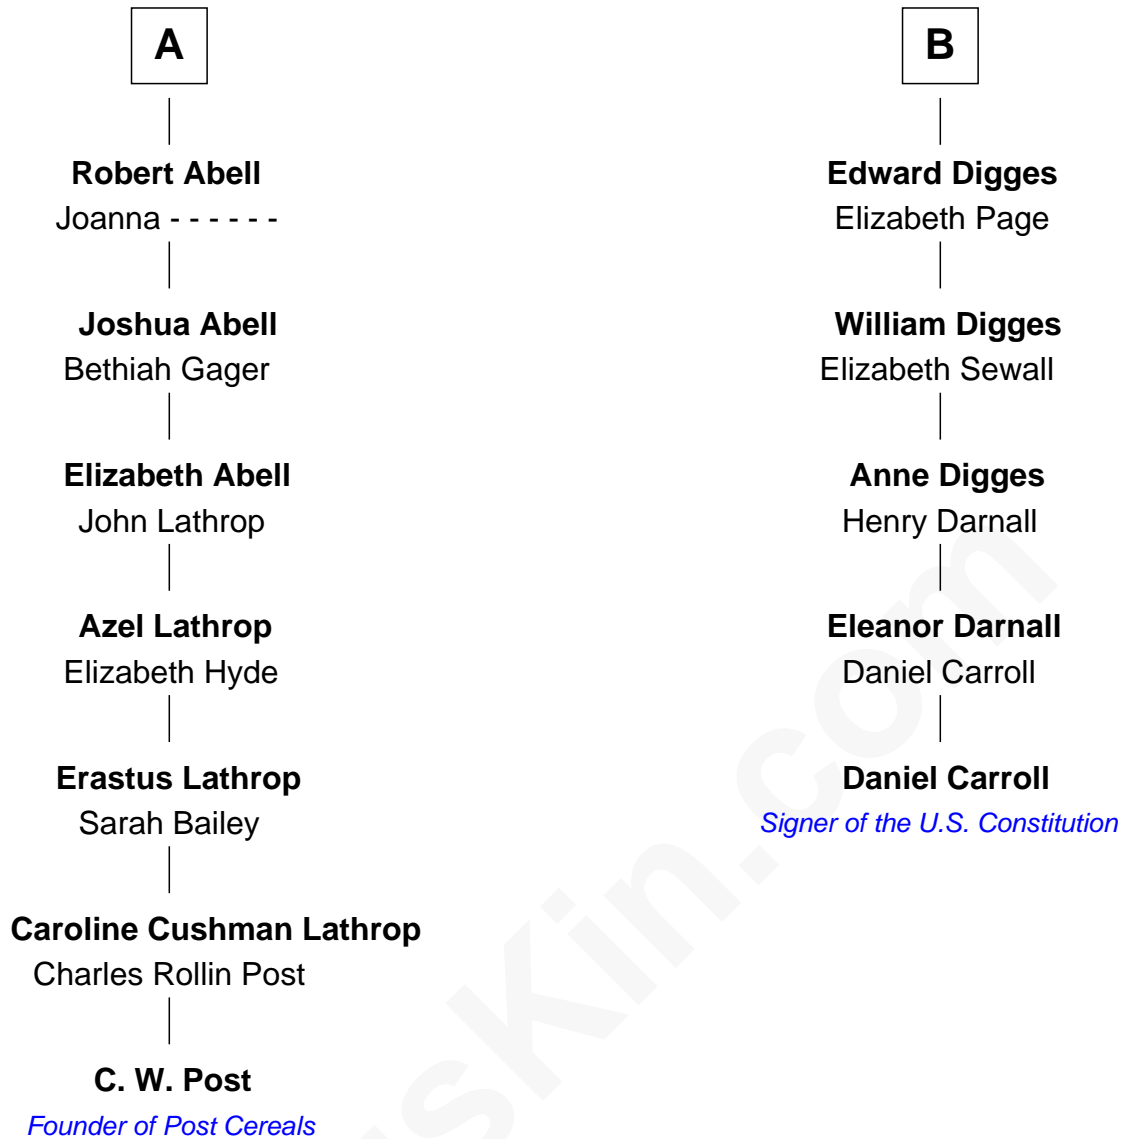 A
Robert Abell
Joanna - - - - - -
Joshua Abell
Bethiah Gager
Elizabeth Abell
John Lathrop
Azel Lathrop
Elizabeth Hyde
Erastus Lathrop
Sarah Bailey
Caroline Cushman Lathrop
Charles Rollin Post
C. W. Post
Founder of Post Cereals
B
Edward Digges
Elizabeth Page
William Digges
Elizabeth Sewall
Anne Digges
Henry Darnall
Eleanor Darnall
Daniel Carroll
Daniel Carroll
Signer of the U.S. Constitution